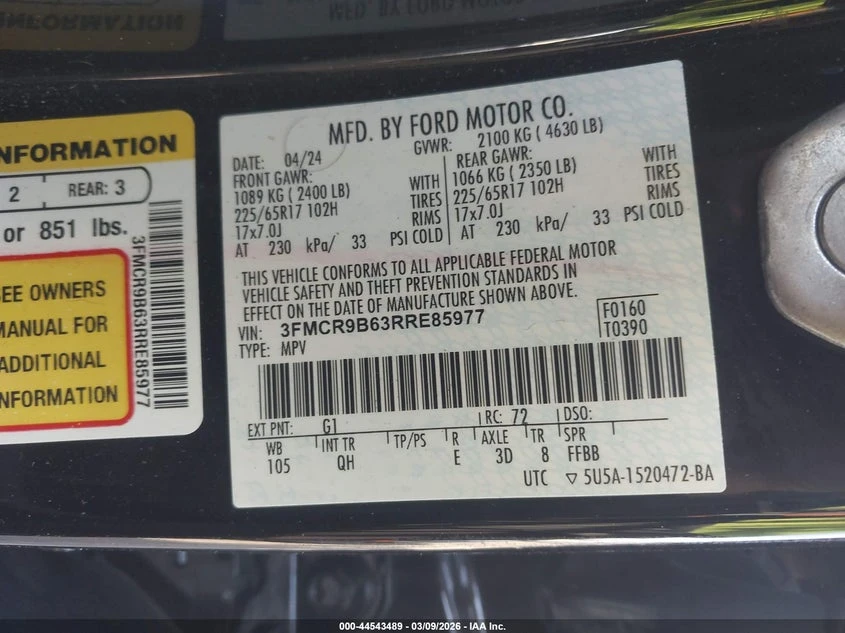 MFD. BY FORD MOTOR CO.
DATE: 04/24 GVWR: 2100 KG ( 4630 LB)
FRONT GAWR: REAR GAWR:
1089 KG ( 2400 LB) WITH 1066 KG ( 2350 LB) WITH
225/65R17 102H TIRES 225/65R17 102H TIRES
17x7.0J RIMS 17x7.0J RIMS
AT 230 kPa/ 33 PSI COLD AT 230 kPa/ 33 PSI COLD
THIS VEHICLE CONFORMS TO ALL APPLICABLE FEDERAL MOTOR
VEHICLE SAFETY AND THEFT PREVENTION STANDARDS IN
EFFECT ON THE DATE OF MANUFACTURE SHOWN ABOVE.
VIN: 3FMCR9B63RRE85977 F0160
TYPE: MPV T0390
EXT PNT: G1 RC: 72 DSO:
WB INT TR TP/PS R AXLE TR SPR
105 QH E 3D 8 FFBB
UTC ▽ 5U5A-1520472-BA
NFORMATION
2 REAR: 3
or 851 lbs.
SEE OWNERS
MANUAL FOR
ADDITIONAL
INFORMATION
3FMCR9B63RRE85977
000-44543489 - 03/09/2026 - IAA Inc.